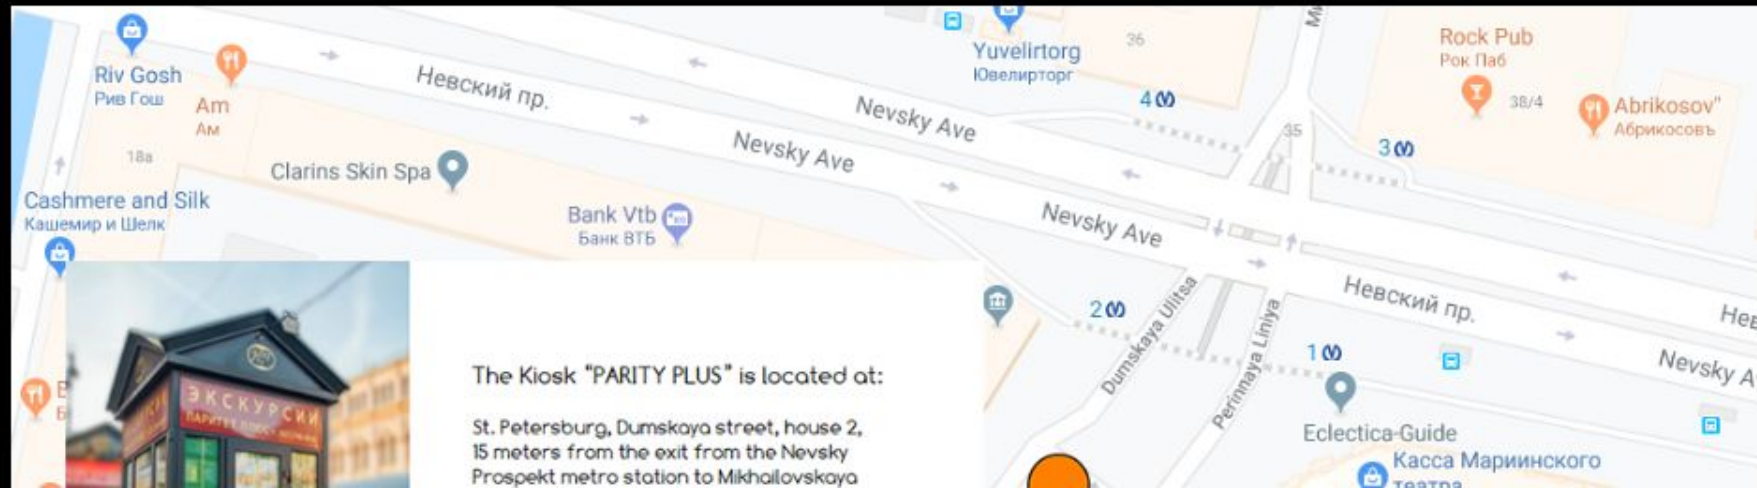 Riv Gosh
Рив Гош
Am
Ам
18a
Невский пр.
Nevsky Ave
Nevsky Ave
Nevsky Ave
Yuvelirtorg
Ювелирторг
36
4
35
Rock Pub
Рок Паб
38/4
Abrikosov"
Абрикосовъ
3
Clarins Skin Spa
Cashmere and Silk
Кашемир и Шелк
Bank Vtb
Банк ВТБ
2
Dumskaya Ulitsa
Perinnaya Liniya
1
Невский пр.
Nevsky A
Eclectica-Guide
Касса Мариинского
театра
ЭКСКУРСИИ
ПАРИТЕТ ПЛЮС
The Kiosk "PARITY PLUS" is located at:
St. Petersburg, Dumskaya street, house 2,
15 meters from the exit from the Nevsky
Prospekt metro station to Mikhailovskaya